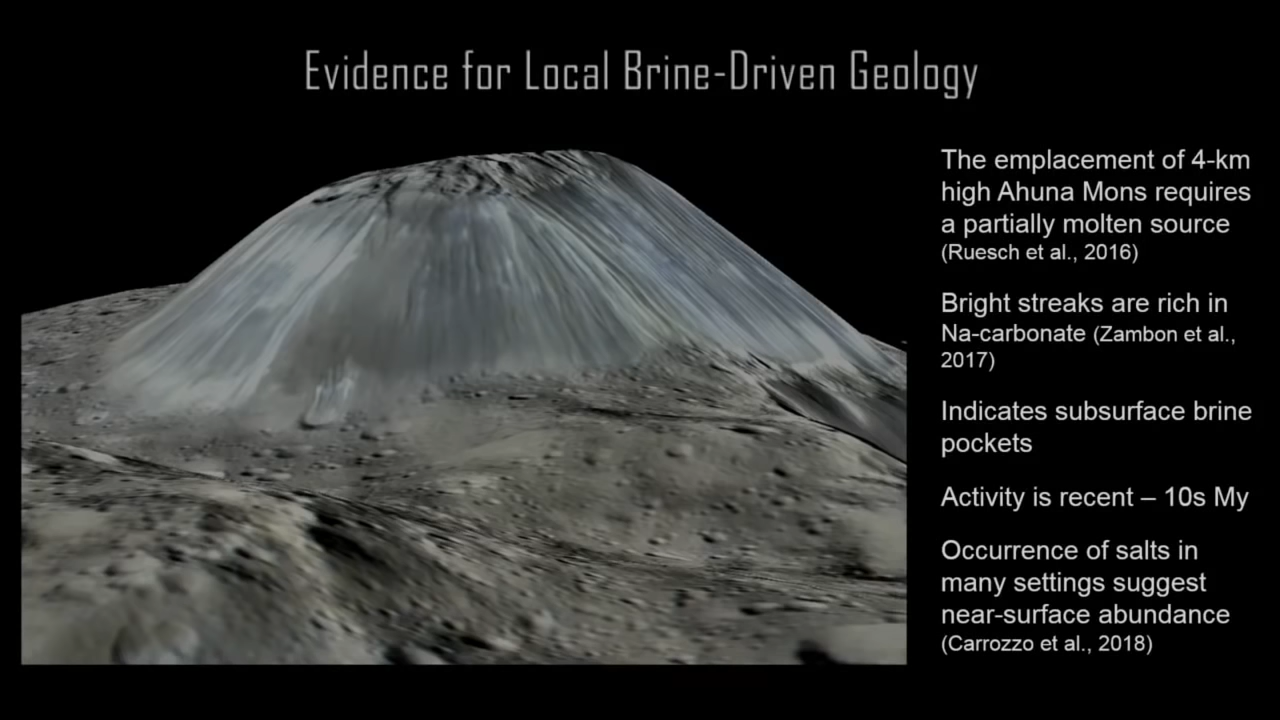 Evidence for Local Brine-Driven Geology
The emplacement of 4-km
high Ahuna Mons requires
a partially molten source
(Ruesch et al., 2016)
Bright streaks are rich in
Na-carbonate (Zambon et al.,
2017)
Indicates subsurface brine
pockets
Activity is recent – 10s My
Occurrence of salts in
many settings suggest
near-surface abundance
(Carrozzo et al., 2018)